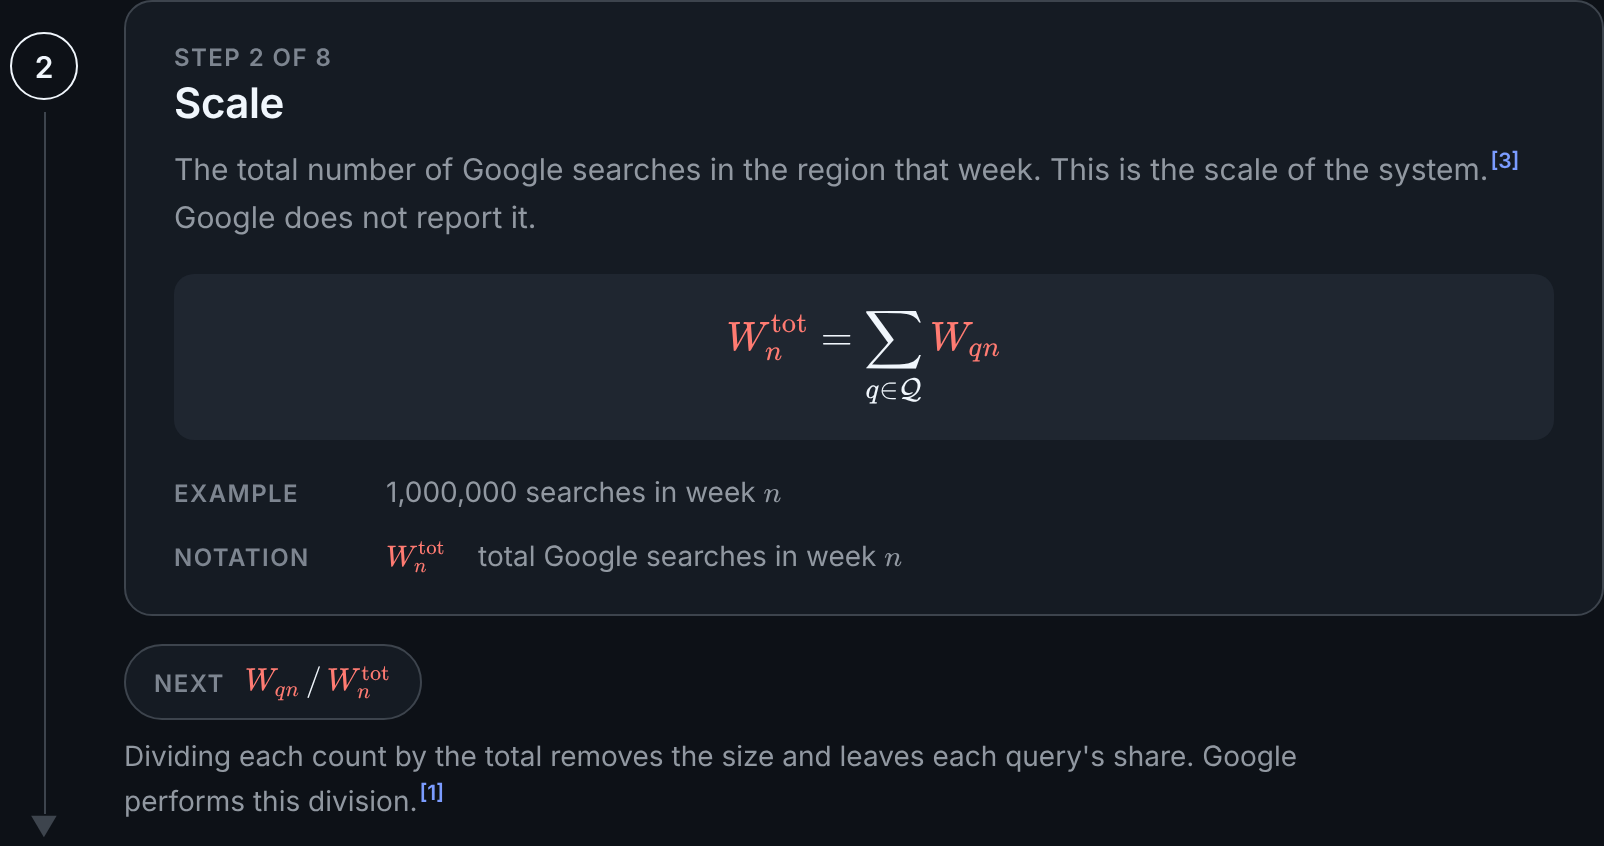 2
STEP 2 OF 8
Scale
The total number of Google searches in the region that week. This is the scale of the system.[3]
Google does not report it.
W_n^tot = ∑_{q∈𝒬} W_qn
EXAMPLE 1,000,000 searches in week n
NOTATION W_n^tot total Google searches in week n
NEXT W_qn / W_n^tot
Dividing each count by the total removes the size and leaves each query's share. Google
performs this division.[1]